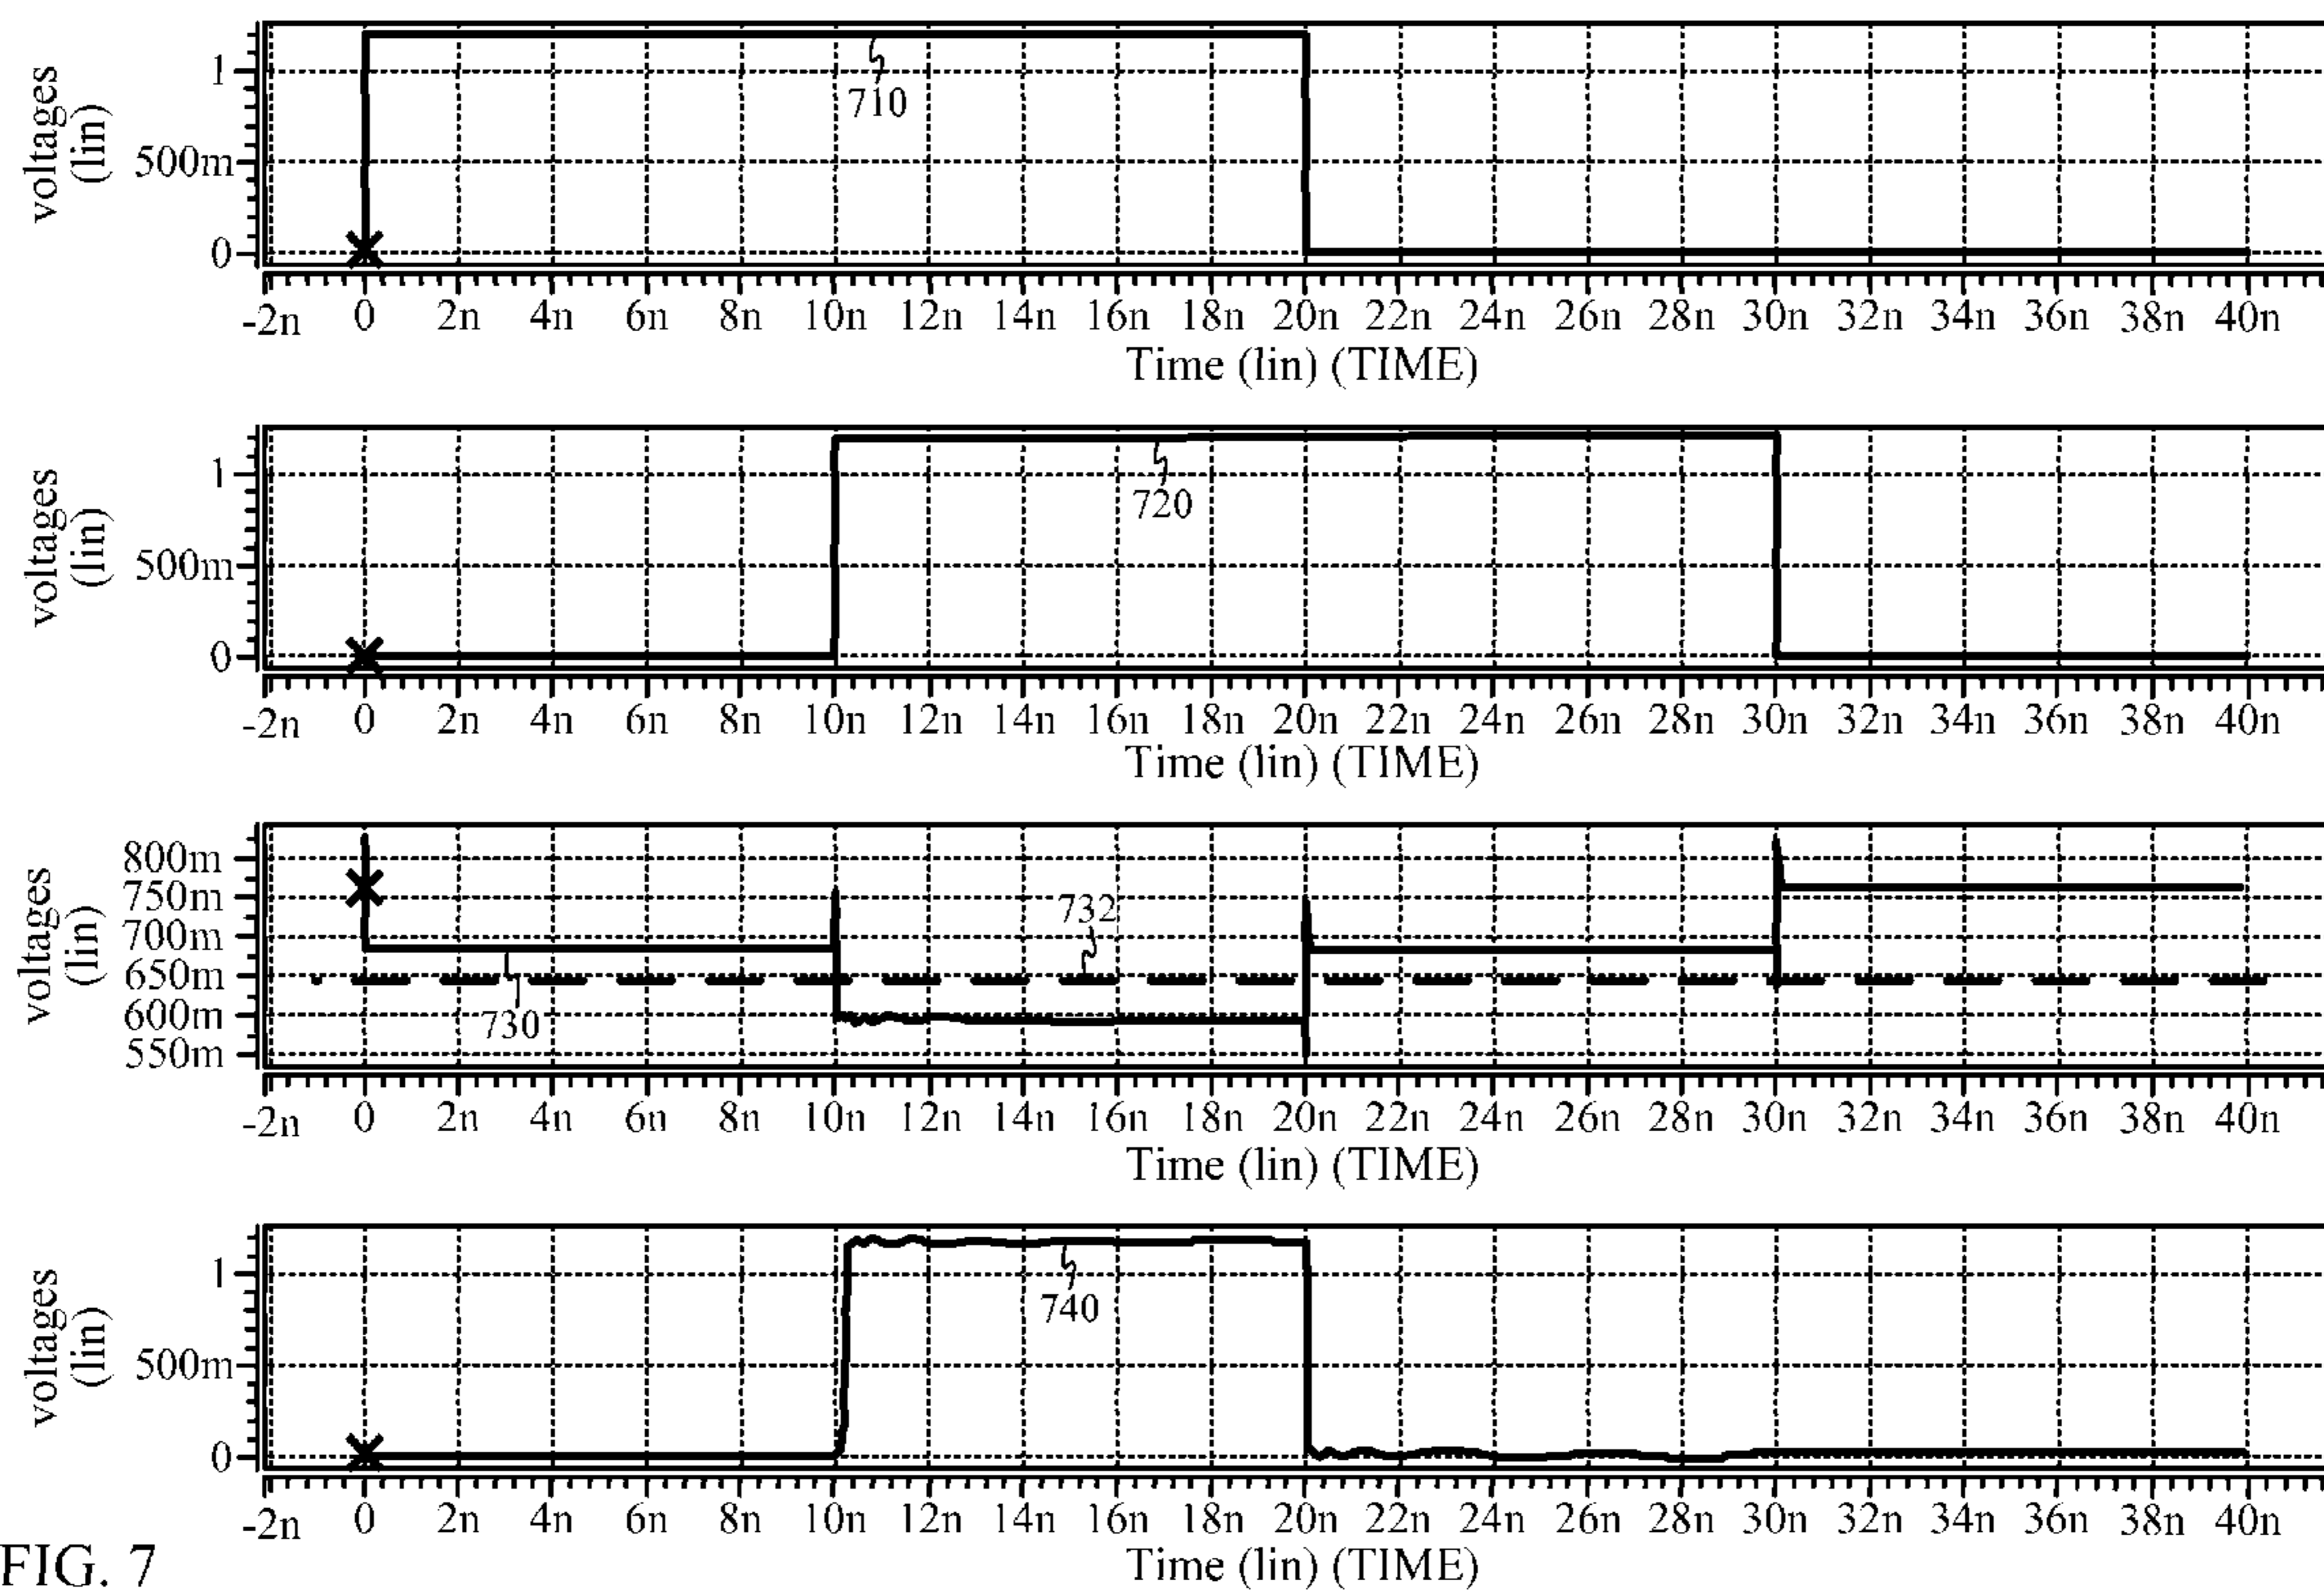 voltages
(lin)
1
500m
0
710
-2n 0 2n 4n 6n 8n 10n 12n 14n 16n 18n 20n 22n 24n 26n 28n 30n 32n 34n 36n 38n 40n
Time (lin) (TIME)
voltages
(lin)
1
500m
0
720
-2n 0 2n 4n 6n 8n 10n 12n 14n 16n 18n 20n 22n 24n 26n 28n 30n 32n 34n 36n 38n 40n
Time (lin) (TIME)
voltages
(lin)
800m
750m
700m
650m
600m
550m
732
730
-2n 0 2n 4n 6n 8n 10n 12n 14n 16n 18n 20n 22n 24n 26n 28n 30n 32n 34n 36n 38n 40n
Time (lin) (TIME)
voltages
(lin)
1
500m
0
740
-2n 0 2n 4n 6n 8n 10n 12n 14n 16n 18n 20n 22n 24n 26n 28n 30n 32n 34n 36n 38n 40n
Time (lin) (TIME)
FIG. 7